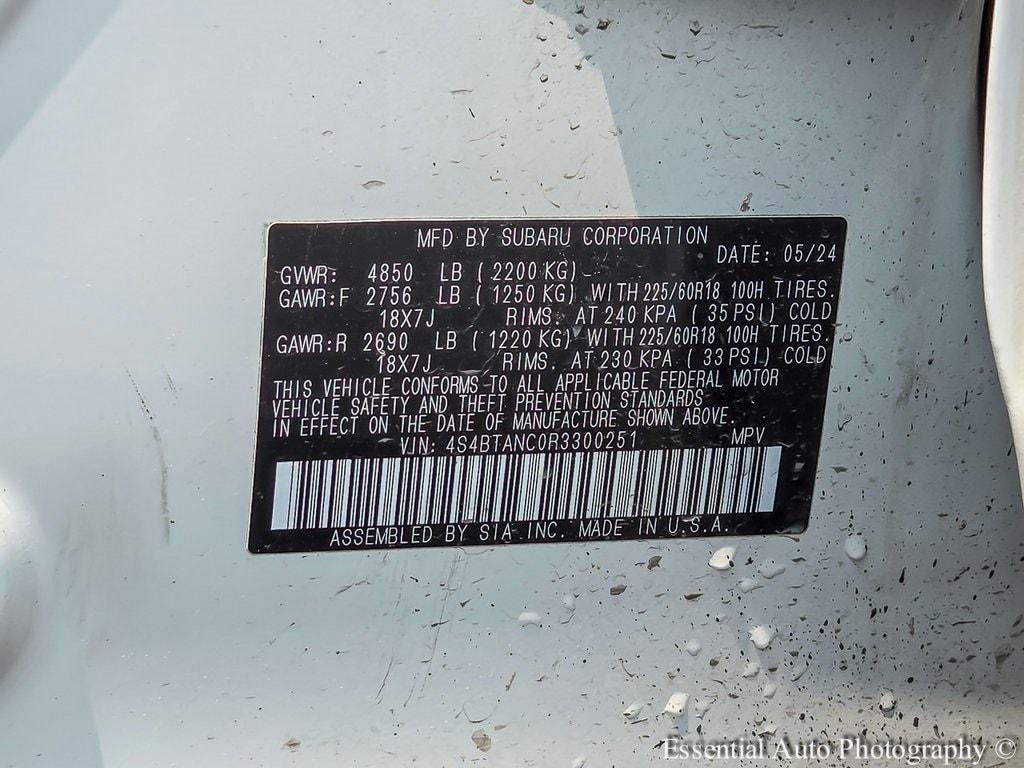 MFD BY SUBARU CORPORATION
DATE: 05/24
GVWR: 4850 LB (2200 KG)
GAWR:F 2756 LB (1250 KG) WITH 225/60R18 100H TIRES.
18X7J RIMS. AT 240 KPA (35 PSI) COLD
GAWR:R 2690 LB (1220 KG) WITH 225/60R18 100H TIRES.
18X7J RIMS. AT 230 KPA (33 PSI) COLD
THIS VEHICLE CONFORMS TO ALL APPLICABLE FEDERAL MOTOR
VEHICLE SAFETY AND THEFT PREVENTION STANDARDS
IN EFFECT ON THE DATE OF MANUFACTURE SHOWN ABOVE.
VIN: 4S4BTANC0R3300251 MPV
ASSEMBLED BY SIA INC. MADE IN U.S.A.
Essential Auto Photography ©